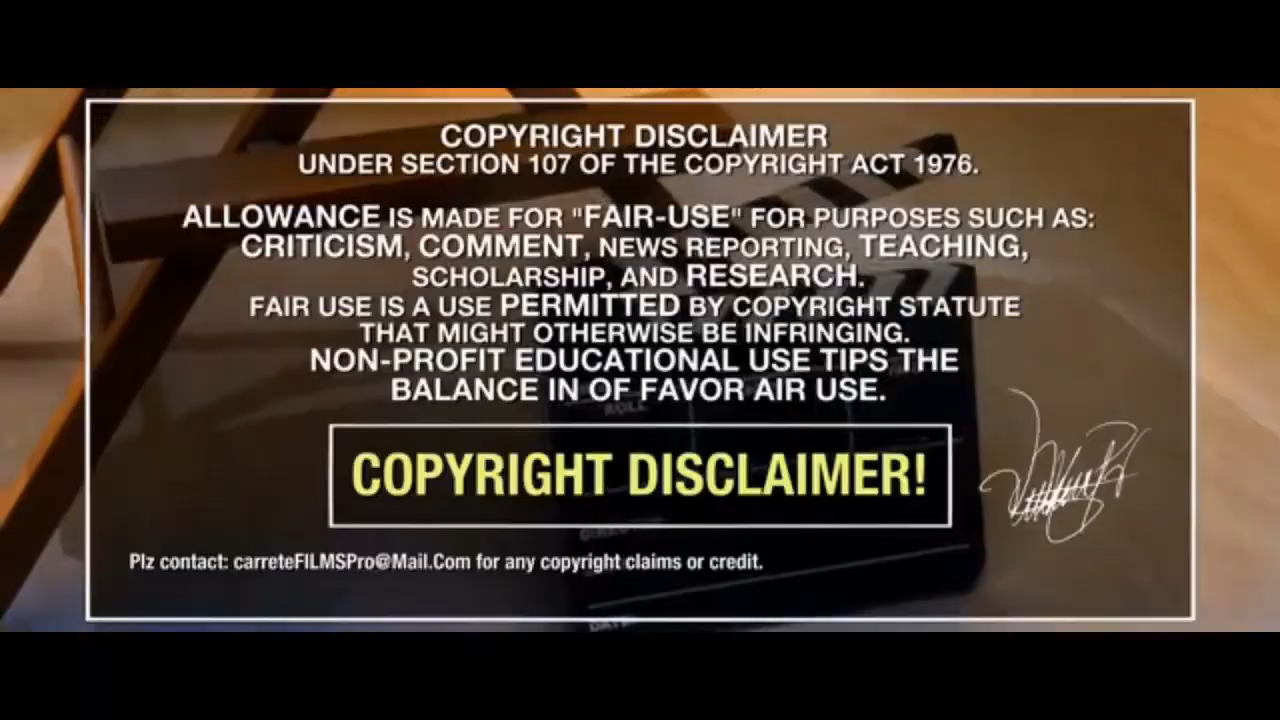 COPYRIGHT DISCLAIMER
UNDER SECTION 107 OF THE COPYRIGHT ACT 1976.
ALLOWANCE IS MADE FOR "FAIR-USE" FOR PURPOSES SUCH AS:
CRITICISM, COMMENT, NEWS REPORTING, TEACHING,
SCHOLARSHIP, AND RESEARCH.
FAIR USE IS A USE PERMITTED BY COPYRIGHT STATUTE
THAT MIGHT OTHERWISE BE INFRINGING.
NON-PROFIT EDUCATIONAL USE TIPS THE
BALANCE IN OF FAVOR AIR USE.
ROLL
COPYRIGHT DISCLAIMER!
Plz contact: carreteFILMSPro@Mail.Com for any copyright claims or credit.